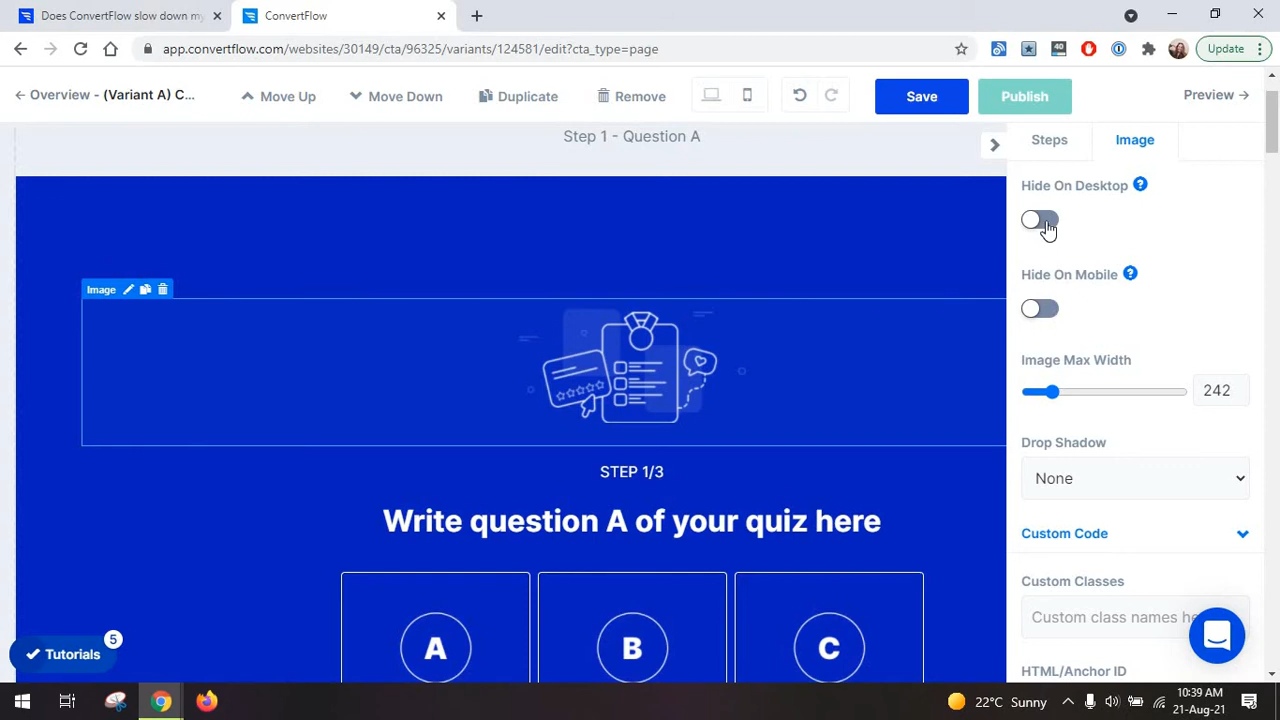 Does ConvertFlow slow down my
ConvertFlow
app.convertflow.com/websites/30149/cta/96325/variants/124581/edit?cta_type=page
40
Update
Overview - (Variant A) C...
Move Up
Move Down
Duplicate
Remove
Save
Publish
Preview
Step 1 - Question A
Steps
Image
Hide On Desktop ?
Hide On Mobile ?
Image Max Width
242
Drop Shadow
None
Custom Code
Custom Classes
Custom class names he
HTML/Anchor ID
Image
STEP 1/3
Write question A of your quiz here
A
B
C
Tutorials
5
22°C Sunny
10:39 AM
21-Aug-21